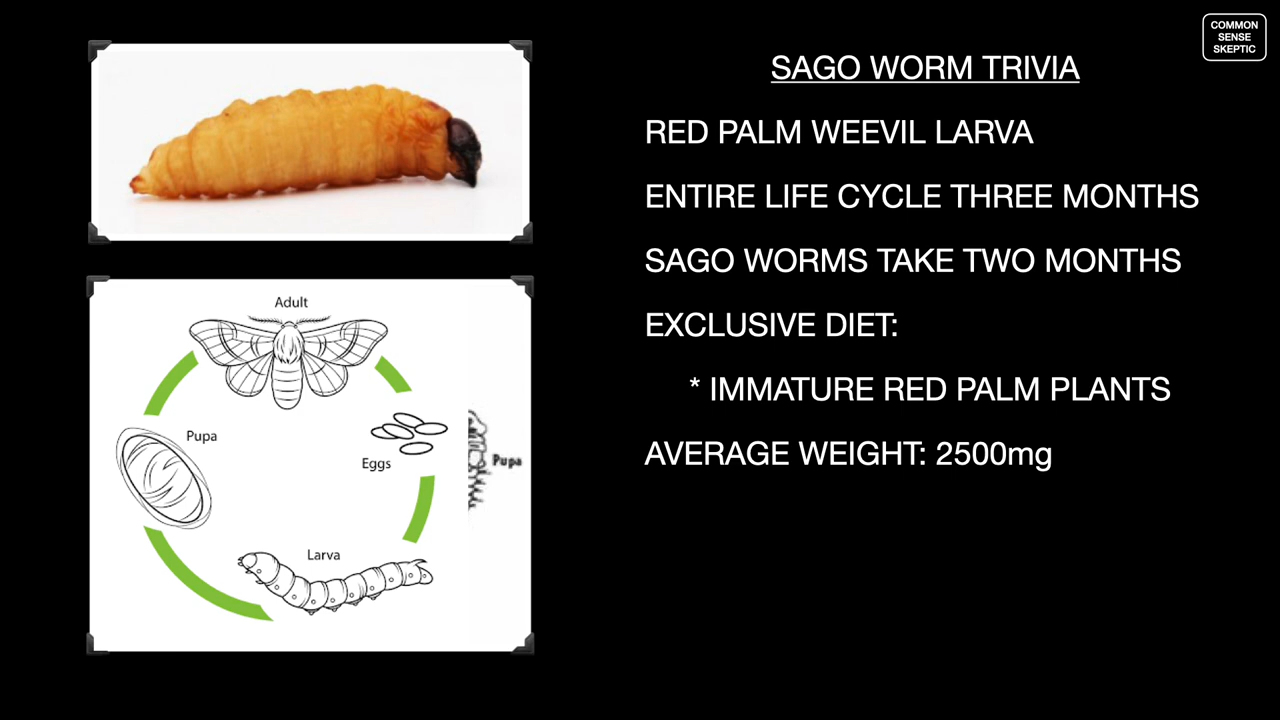 COMMON
SENSE
SKEPTIC
SAGO WORM TRIVIA
RED PALM WEEVIL LARVA
ENTIRE LIFE CYCLE THREE MONTHS
SAGO WORMS TAKE TWO MONTHS
EXCLUSIVE DIET:
* IMMATURE RED PALM PLANTS
AVERAGE WEIGHT: 2500mg
Adult
Pupa
Eggs
Pupa
Larva